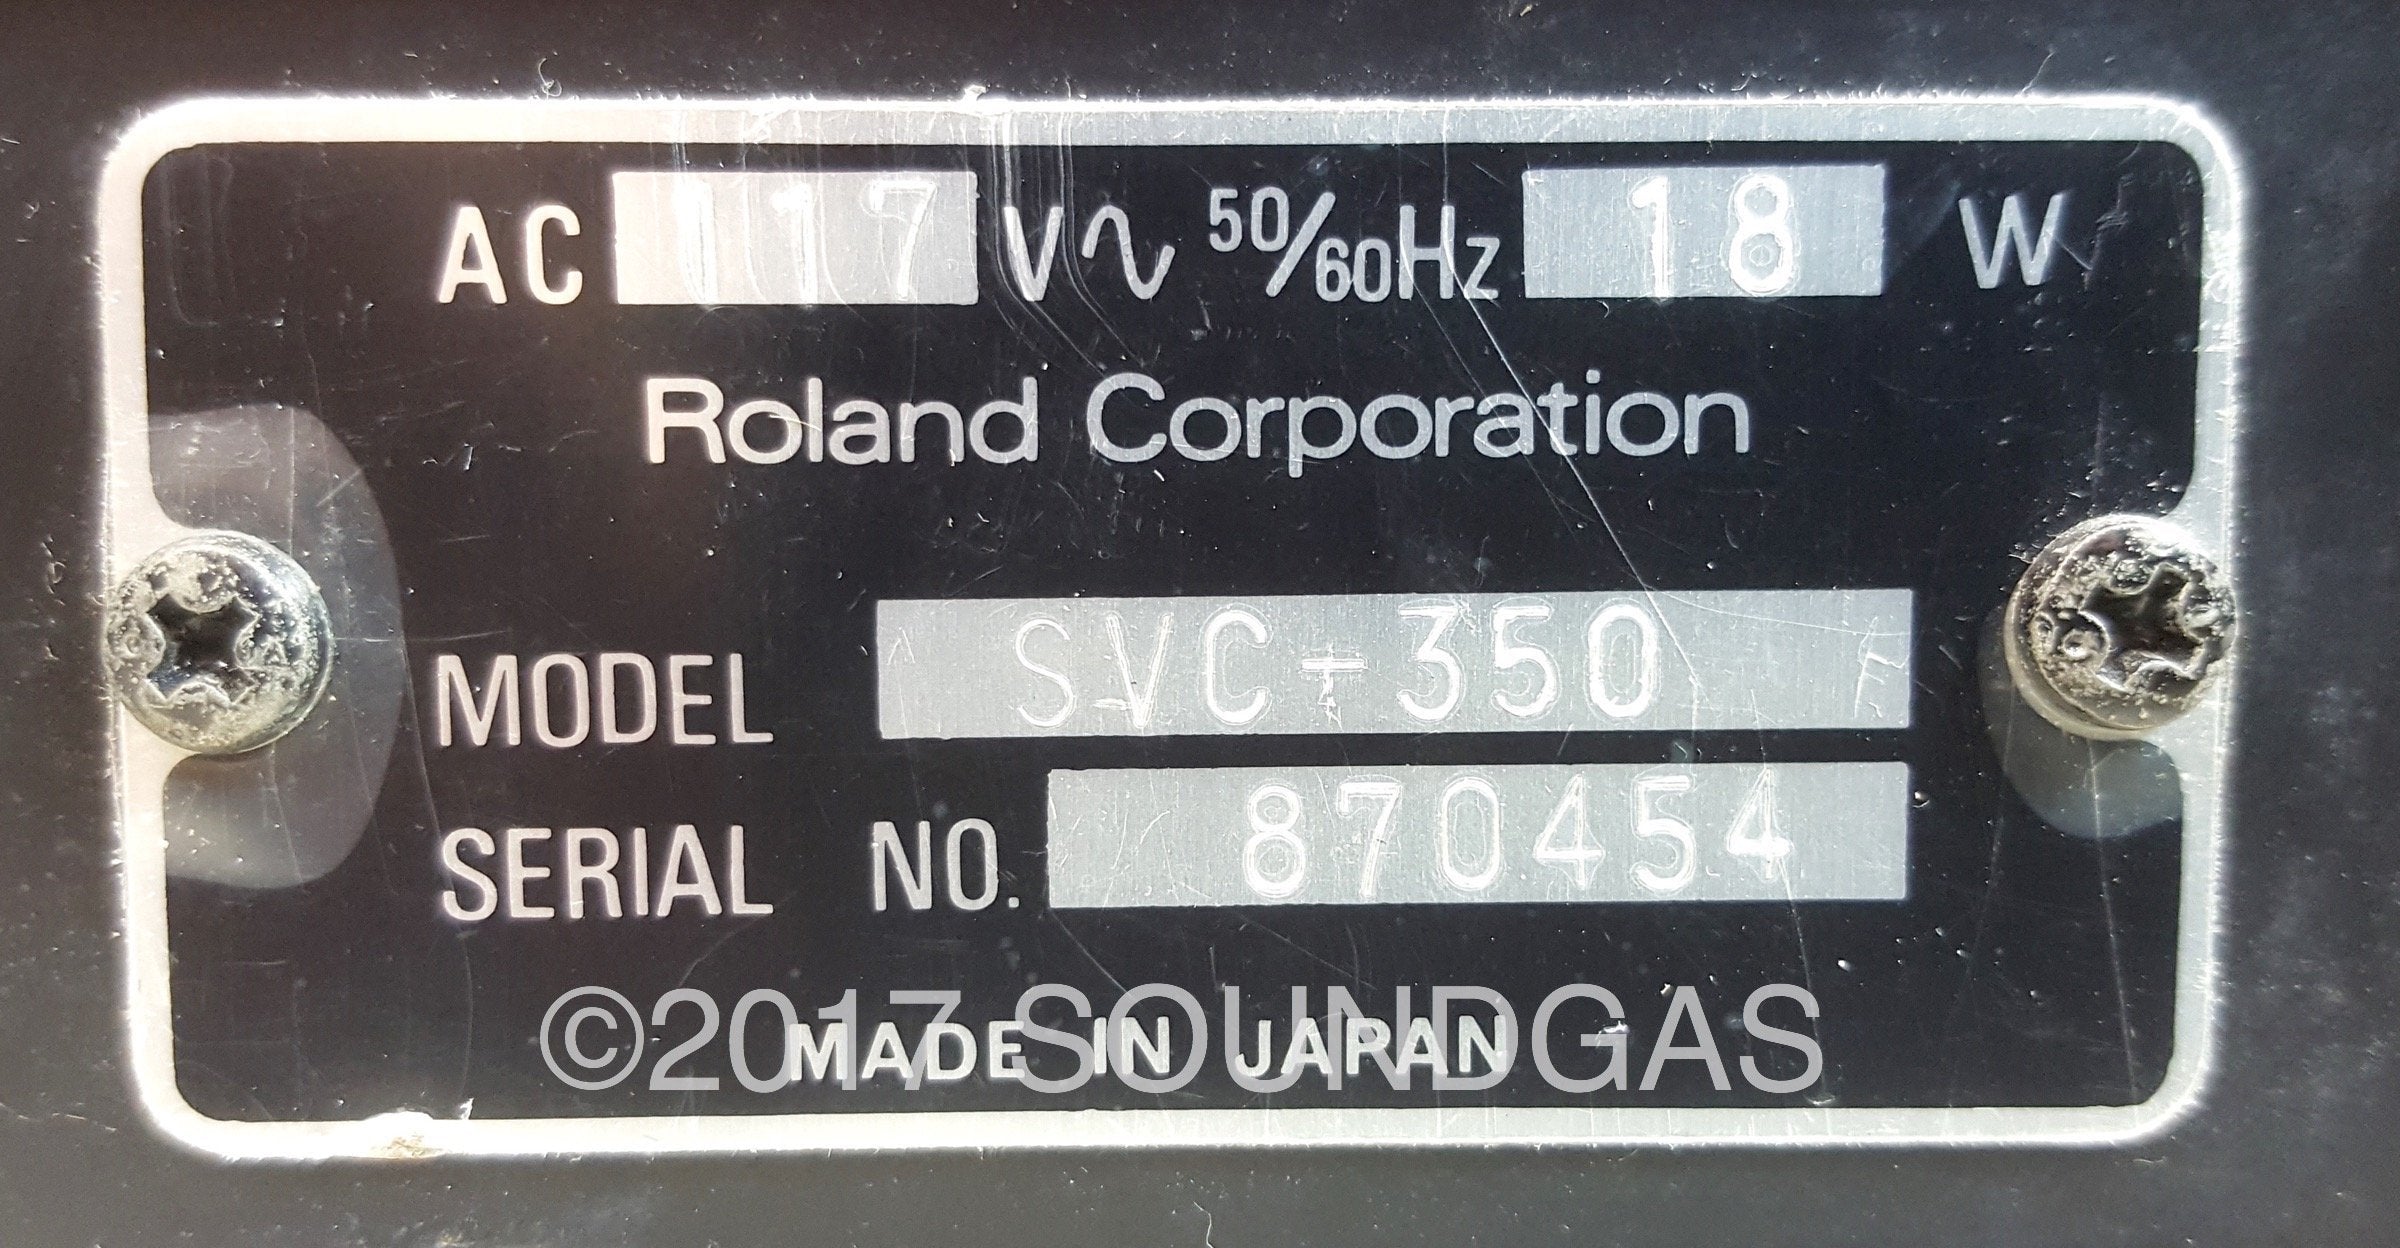 AC 117 V∿ 50/60Hz 18 W
Roland Corporation
MODEL SVC-350
SERIAL NO. 870454
MADE IN JAPAN
©2017 SOUNDGAS